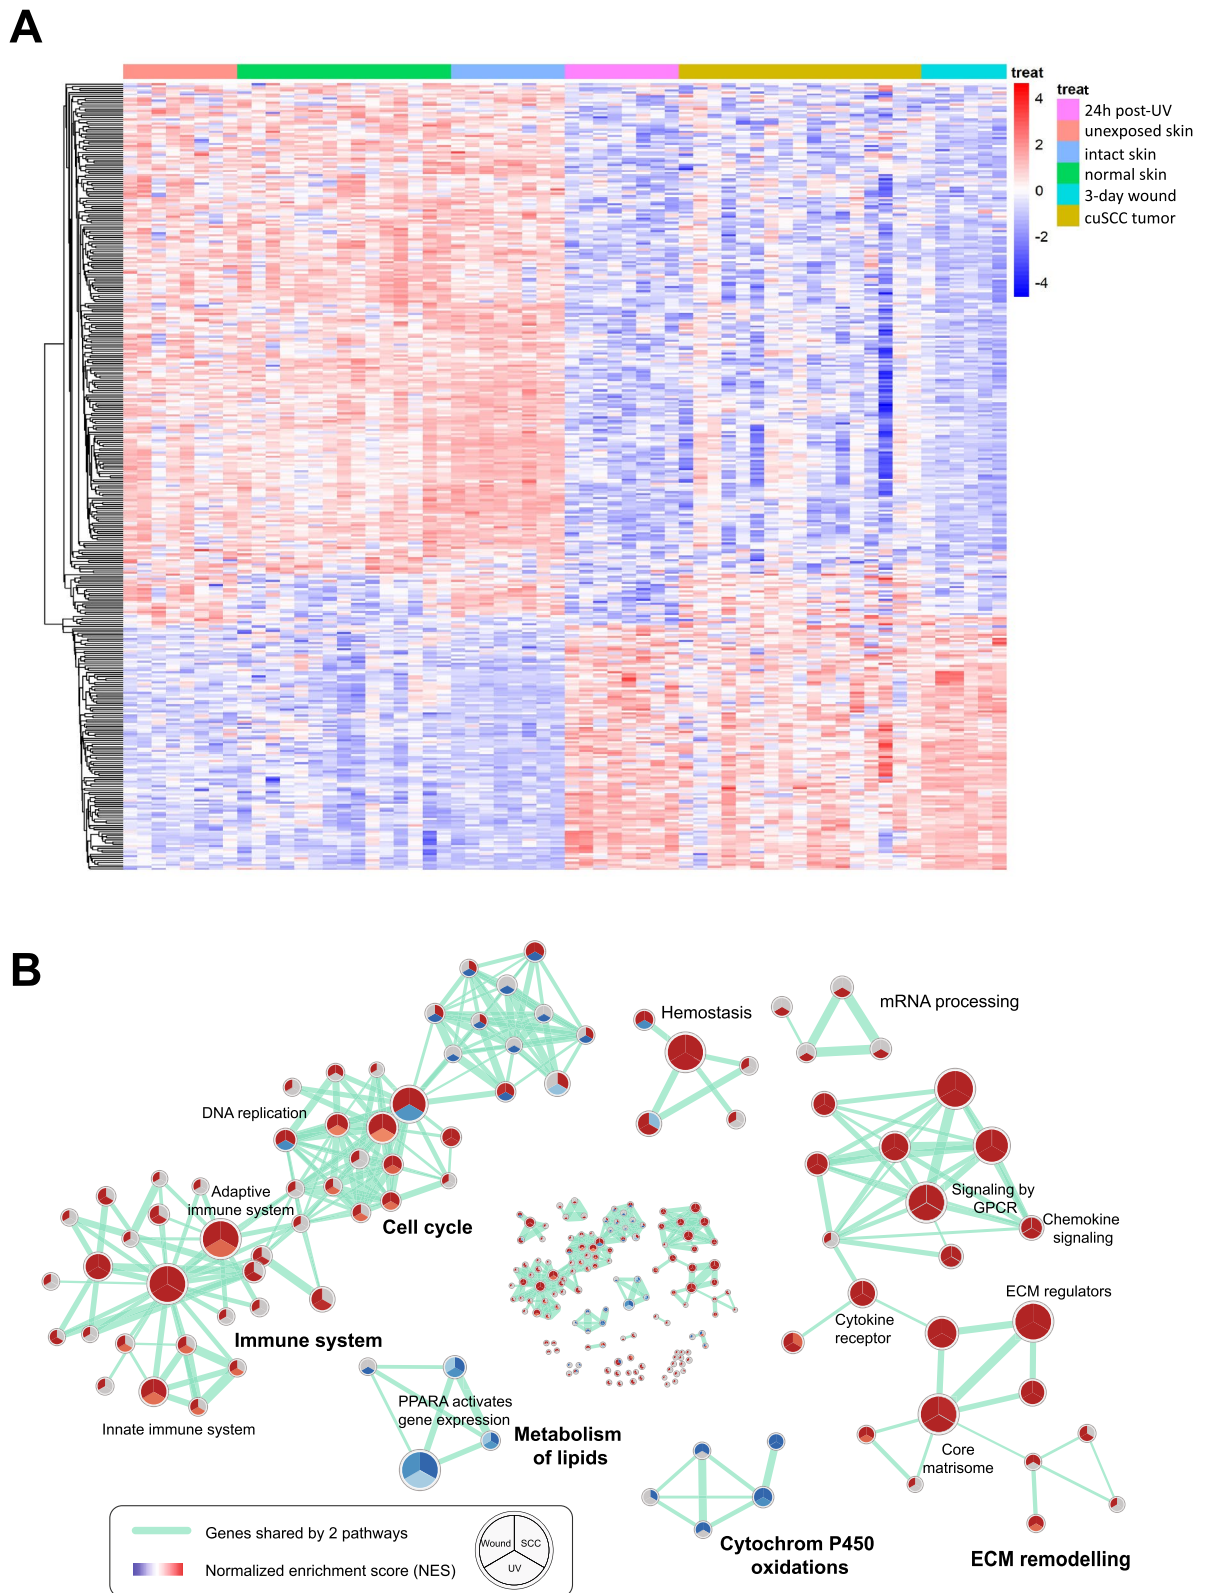 A
treat
4
2
0
-2
-4
treat
24h post-UV
unexposed skin
intact skin
normal skin
3-day wound
cuSCC tumor
B
Hemostasis
mRNA processing
DNA replication
Adaptive
immune system
Cell cycle
Signaling by
GPCR
Chemokine
signaling
ECM regulators
Cytokine
receptor
Immune system
PPARA activates
gene expression
Metabolism
of lipids
Innate immune system
Core
matrisome
Cytochrom P450
oxidations
ECM remodelling
Genes shared by 2 pathways
Normalized enrichment score (NES)
Wound
SCC
UV